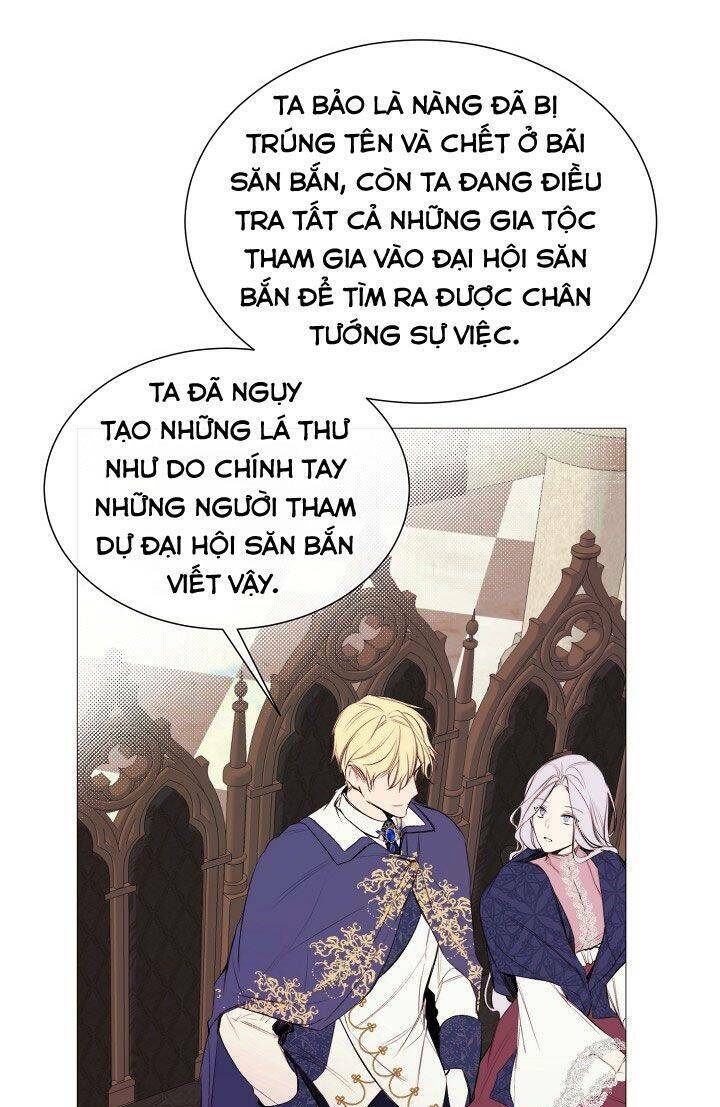 TA BẢO LÀ NÀNG ĐÃ BỊ
TRÚNG TÊN VÀ CHẾT Ở BÃI
SĂN BẮN, CÒN TA ĐANG ĐIỀU
TRA TẤT CẢ NHỮNG GIA TỘC
THAM GIA VÀO ĐẠI HỘI SĂN
BẮN ĐỂ TÌM RA ĐƯỢC CHÂN
TƯỚNG SỰ VIỆC.
TA ĐÃ NGỤY
TẠO NHỮNG LÁ THƯ
NHƯ DO CHÍNH TAY
NHỮNG NGƯỜI THAM
DỰ ĐẠI HỘI SĂN BẮN
VIẾT VẬY.